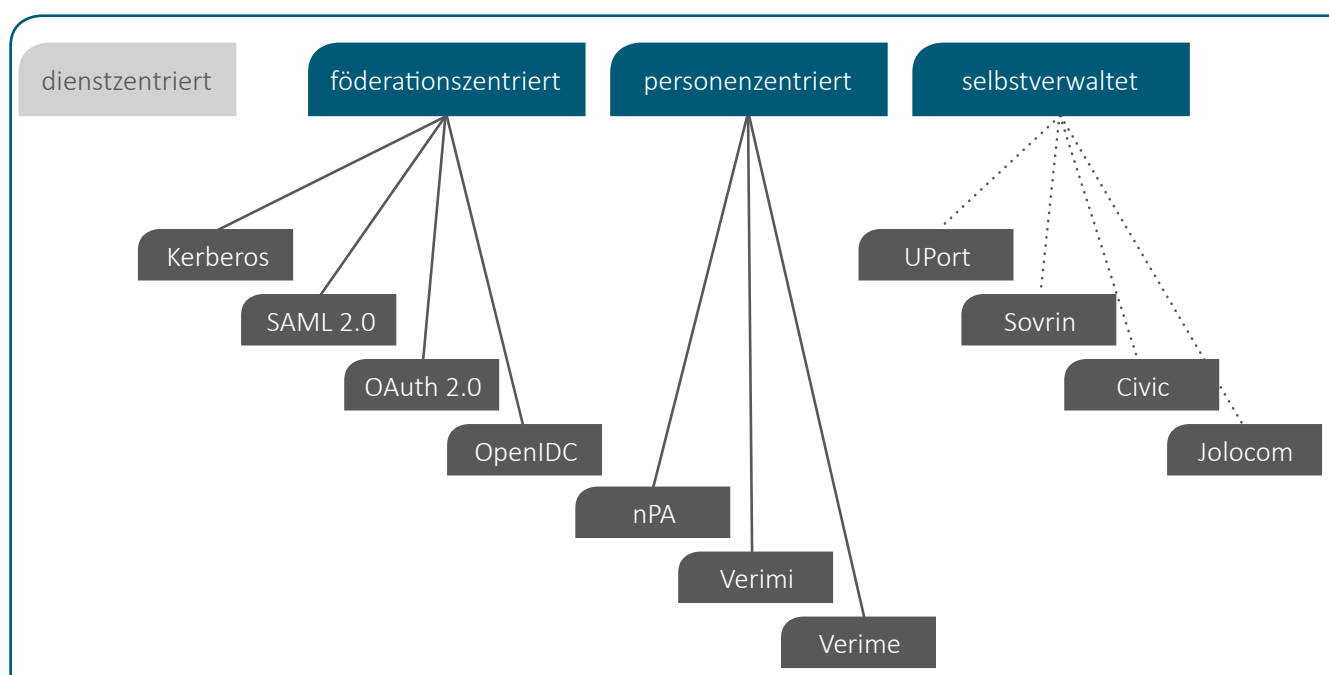 dienstzentriert
föderationszentriert
personenzentriert
selbstverwaltet
Kerberos
UPort
SAML 2.0
Sovrin
OAuth 2.0
Civic
OpenIDC
Jolocom
nPA
Verimi
Verime